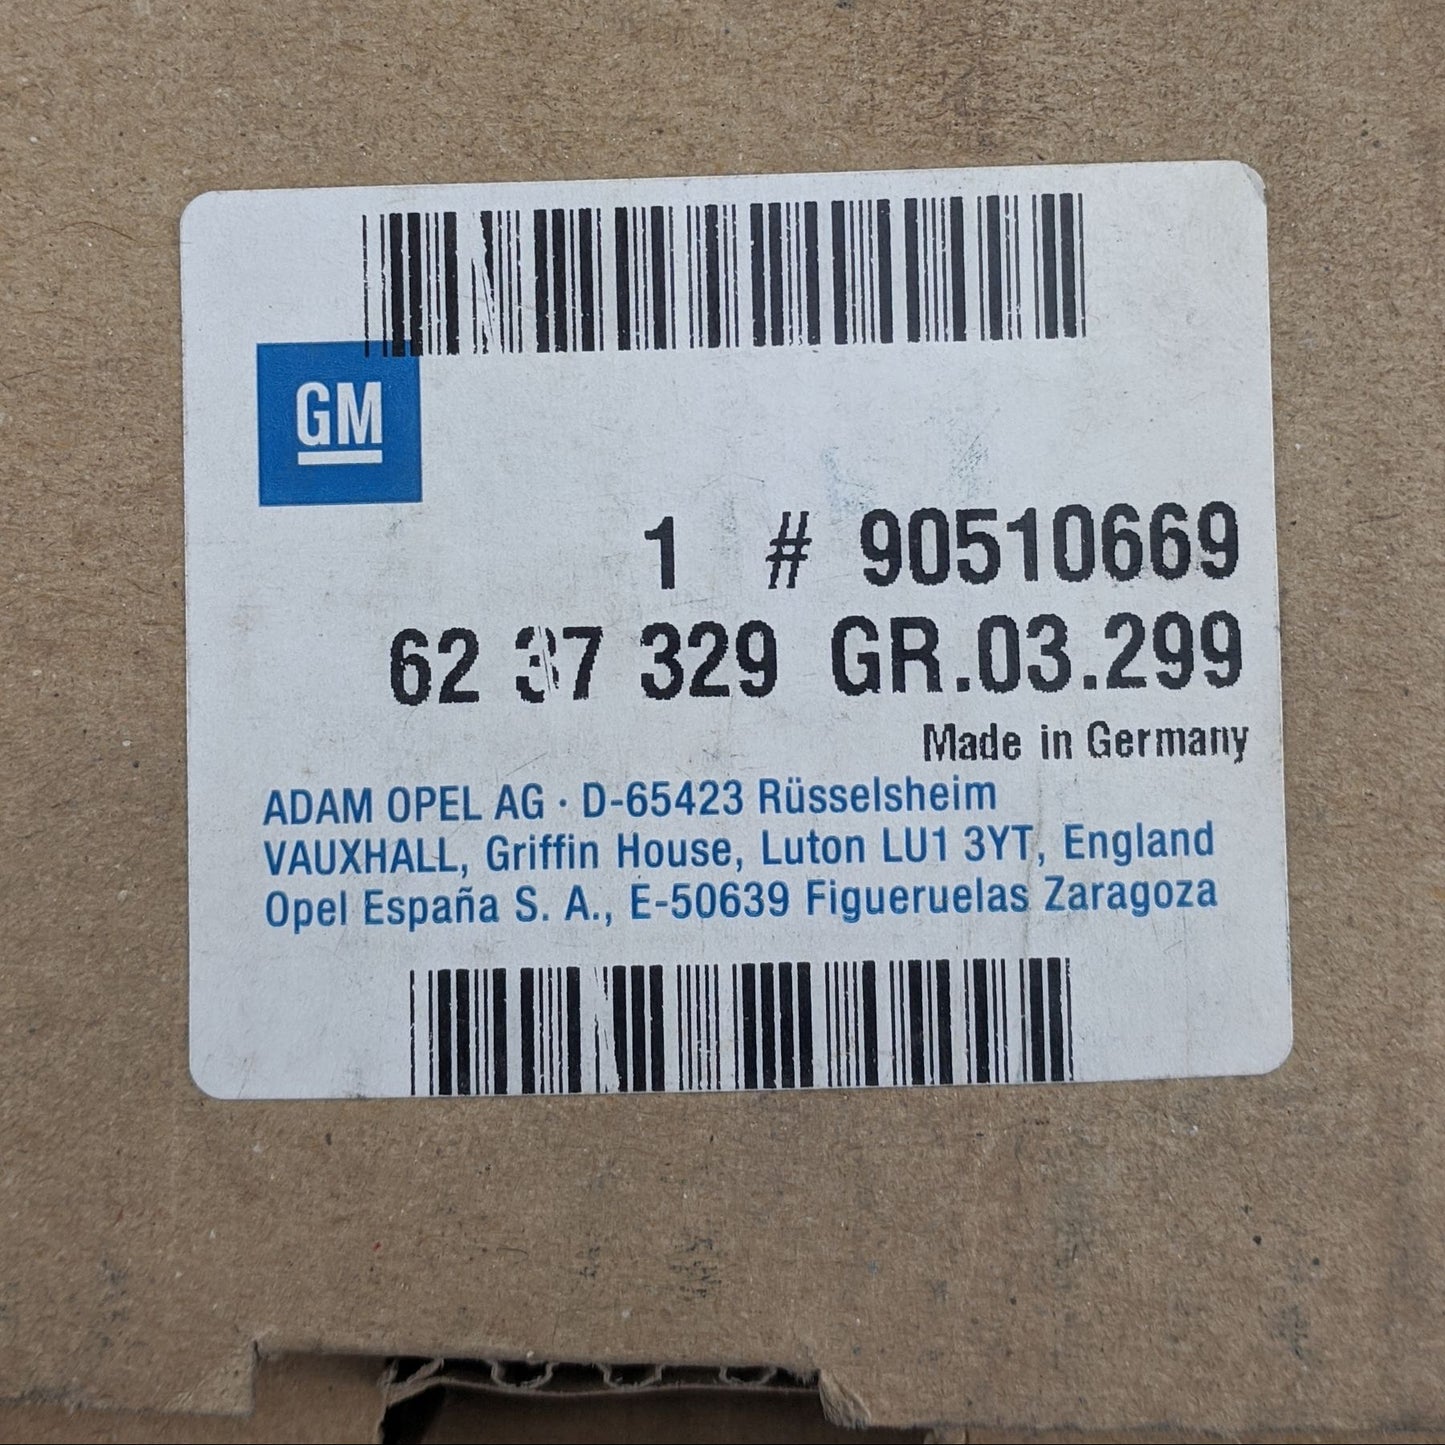 GM
1 # 90510669
62 37 329 GR.03.299
Made in Germany
ADAM OPEL AG · D-65423 Rüsselsheim
VAUXHALL, Griffin House, Luton LU1 3YT, England
Opel España S. A., E-50639 Figueruelas Zaragoza